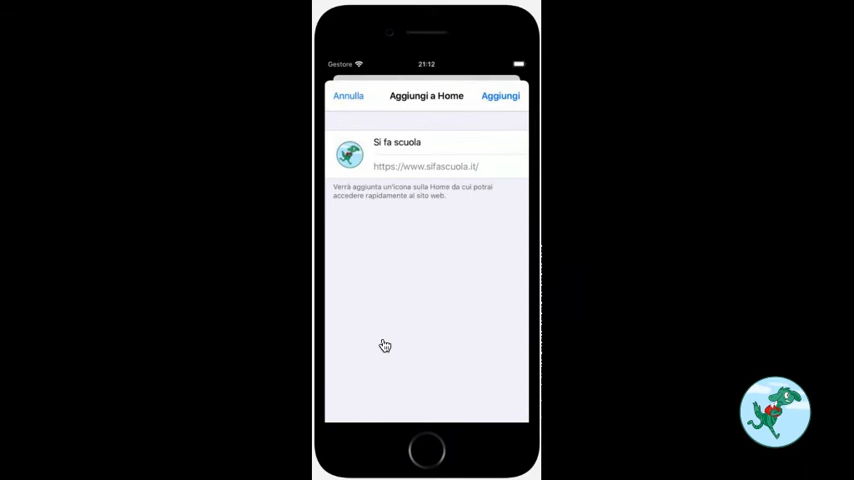 Gestore
21:12
Annulla
Aggiungi a Home
Aggiungi
Si fa scuola
https://www.sifascuola.it/
Verrà aggiunta un'icona sulla Home da cui potrai
accedere rapidamente al sito web.